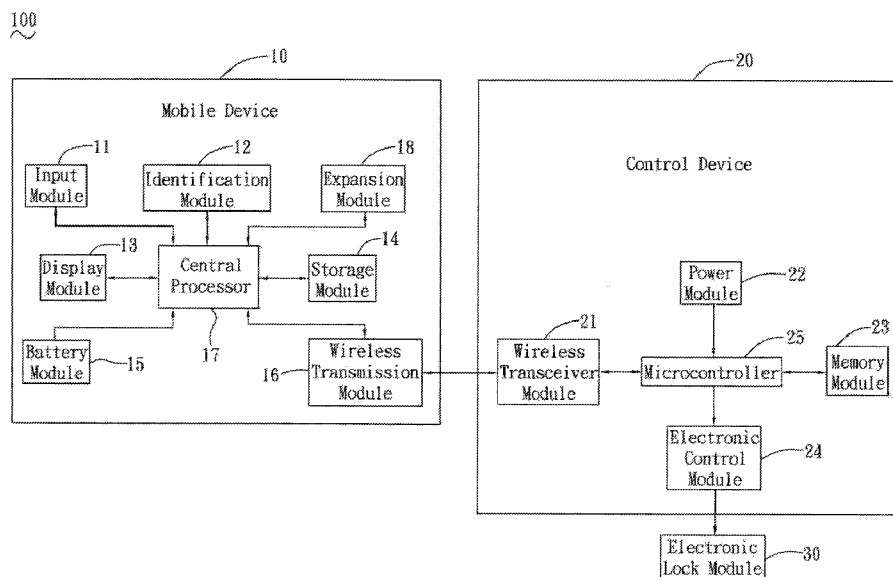 100
10
20
Mobile Device
Control Device
11
12
18
Input
Module
Identification
Module
Expansion
Module
13
14
Display
Module
Central
Processor
Storage
Module
Power
Module
22
Battery
Module
15
17
16
Wireless
Transmission
Module
21
Wireless
Transceiver
Module
25
Microcontroller
23
Memory
Module
Electronic
Control
Module
24
Electronic
Lock Module
30